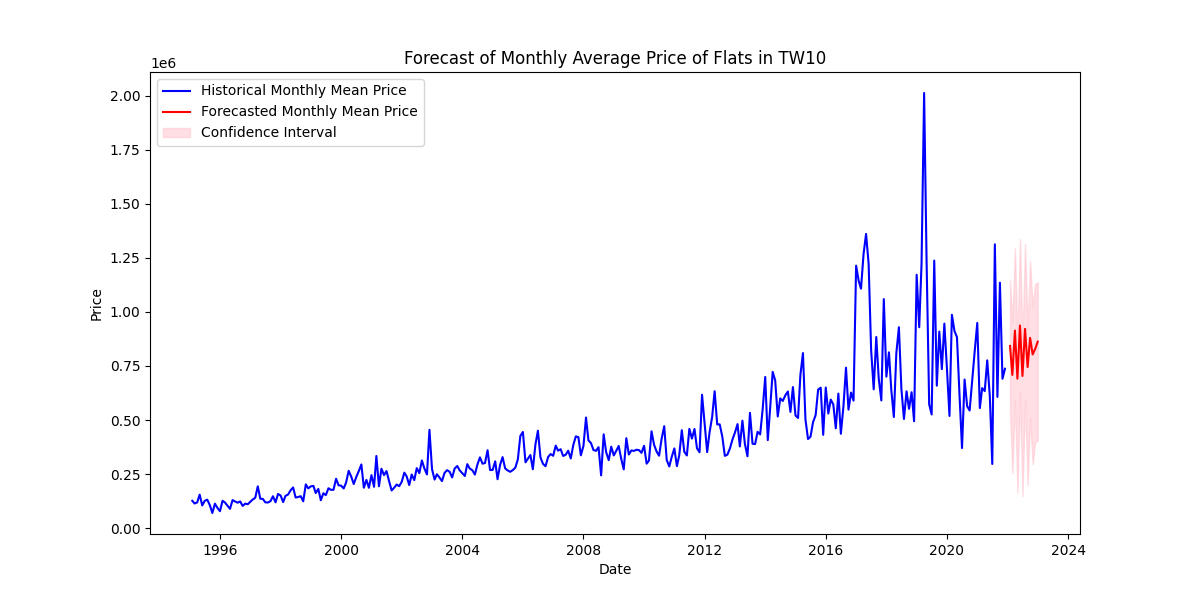 Forecast of Monthly Average Price of Flats in TW10
1e6
Historical Monthly Mean Price
Forecasted Monthly Mean Price
Confidence Interval
2.00
1.75
1.50
1.25
1.00
0.75
0.50
0.25
0.00
Price
1996 2000 2004 2008 2012 2016 2020 2024
Date